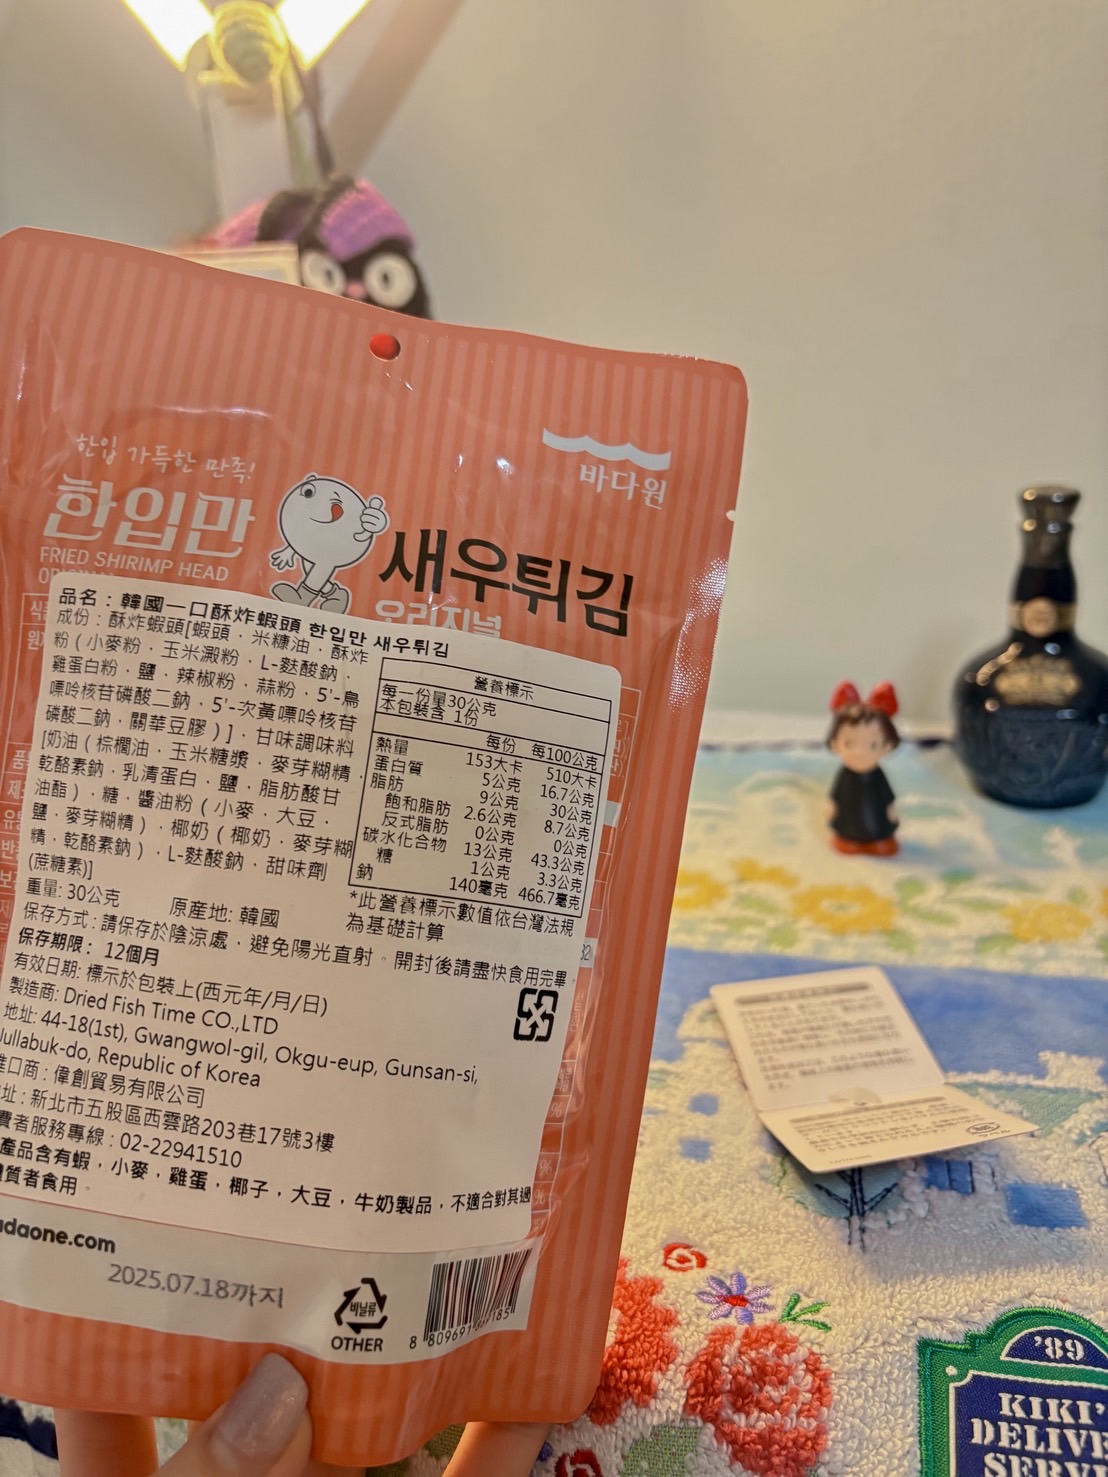 한입 가득한 만족!
바다원
한입만
FRIED SHIRIMP HEAD
새우튀김
오리지널
品名：韓國一口酥炸蝦頭 한입만 새우튀김
成份：酥炸蝦頭[蝦頭．米糠油．酥炸
粉（小麥粉．玉米澱粉．L-麩酸鈉．
雞蛋白粉．鹽．辣椒粉．蒜粉．5'-鳥
嘌呤核苷磷酸二鈉．5'-次黃嘌呤核苷
磷酸二鈉．關華豆膠）]．甘味調味料
[奶油（棕櫚油．玉米糖漿．麥芽糊精．
乾酪素鈉．乳清蛋白．鹽．脂肪酸甘
油酯）．糖．醬油粉（小麥．大豆．
鹽．麥芽糊精）．椰奶（椰奶．麥芽糊
精．乾酪素鈉）．L-麩酸鈉．甜味劑
(蔗糖素)]
營養標示
每一份量30公克
本包裝含 1份
每份 每100公克
熱量 153大卡 510大卡
蛋白質 5公克 16.7公克
脂肪 9公克 30公克
飽和脂肪 2.6公克 8.7公克
反式脂肪 0公克 0公克
碳水化合物 13公克 43.3公克
糖 1公克 3.3公克
鈉 140毫克 466.7毫克
*此營養標示數值依台灣法規
為基礎計算
重量: 30公克 原産地: 韓國
保存方式：請保存於陰涼處．避免陽光直射。開封後請盡快食用完畢。
保存期限： 12個月
有效日期: 標示於包裝上(西元年/月/日)
製造商: Dried Fish Time CO.,LTD
地址: 44-18(1st), Gwangwol-gil, Okgu-eup, Gunsan-si,
Jullabuk-do, Republic of Korea
進口商：偉創貿易有限公司
址：新北市五股區西雲路203巷17號3樓
費者服務專線：02-22941510
產品含有蝦，小麥，雞蛋，椰子，大豆，牛奶製品，不適合對其過
體質者食用。
daone.com
2025.07.18까지
비닐류
OTHER
'89
KIKI'
DELIVE
SERV